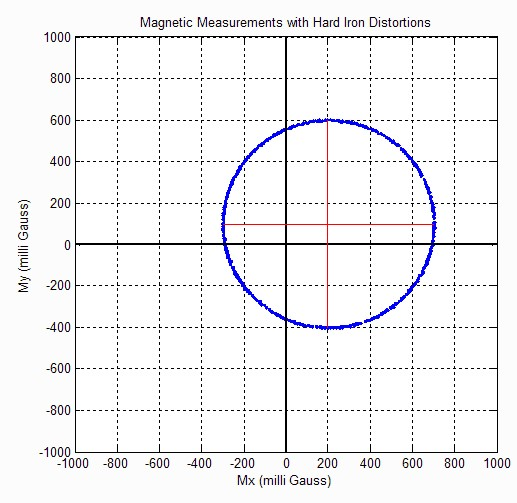 Magnetic Measurements with Hard Iron Distortions
1000
800
600
400
200
0
-200
-400
-600
-800
-1000
My (milli Gauss)
-1000 -800 -600 -400 -200 0 200 400 600 800 1000
Mx (milli Gauss)